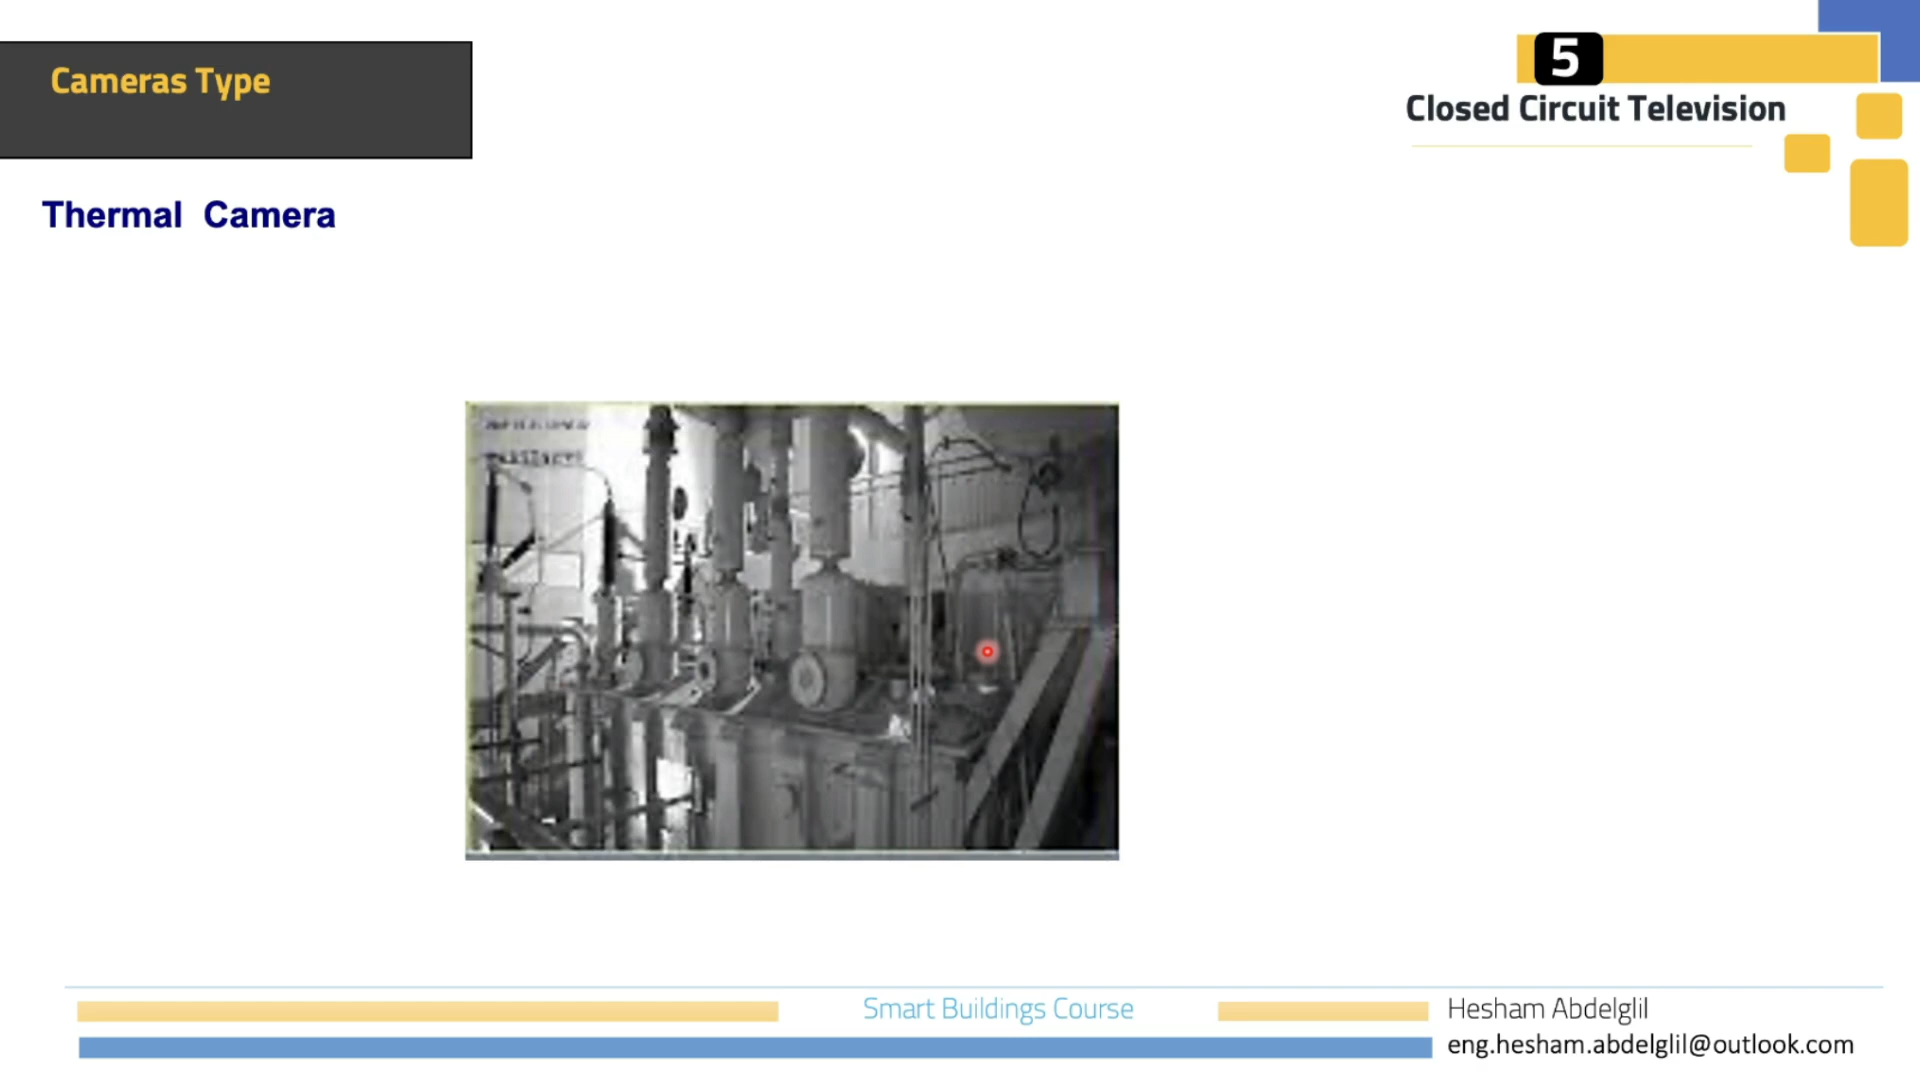 Cameras Type
5
Closed Circuit Television
Thermal Camera
Smart Buildings Course
Hesham Abdelglil
eng.hesham.abdelglil@outlook.com